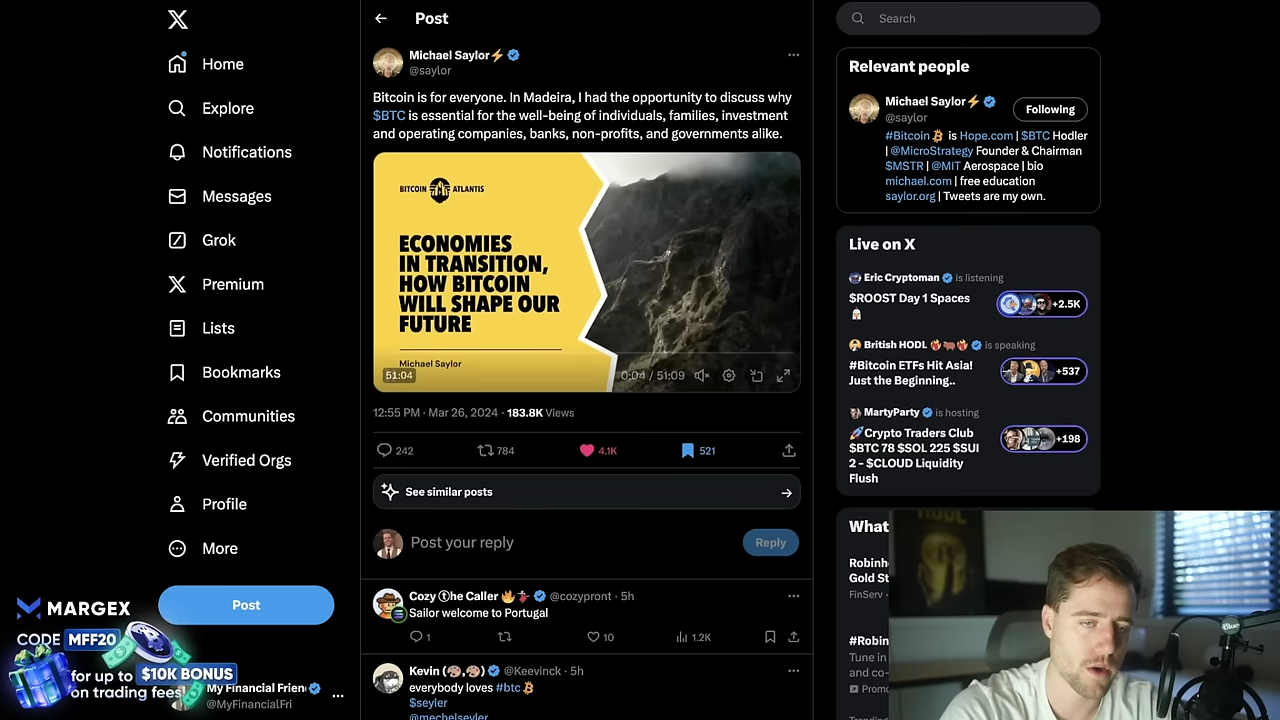 Home
Explore
Notifications
Messages
Grok
Premium
Lists
Bookmarks
Communities
Verified Orgs
Profile
More
Post
MARGEX
CODE MFF20
for up to $10K BONUS
on trading fees!
My Financial Frien
@MyFinancialFri
Post
Michael Saylor⚡
@saylor
Bitcoin is for everyone. In Madeira, I had the opportunity to discuss why
$BTC is essential for the well-being of individuals, families, investment
and operating companies, banks, non-profits, and governments alike.
BITCOIN ATLANTIS
ECONOMIES
IN TRANSITION,
HOW BITCOIN
WILL SHAPE OUR
FUTURE
Michael Saylor
51:04
0:04 / 51:09
12:55 PM · Mar 26, 2024 · 183.8K Views
242
784
4.1K
521
See similar posts
Post your reply
Reply
Cozy ⓣhe Caller @cozypront · 5h
Sailor welcome to Portugal
1
10
1.2K
Kevin (🎨,🎨) @Keevinck · 5h
everybody loves #btc
$seyler
@mechelseyler
Search
Relevant people
Michael Saylor⚡
@saylor
Following
#Bitcoin is Hope.com | $BTC Hodler
| @MicroStrategy Founder & Chairman
$MSTR | @MIT Aerospace | bio
michael.com | free education
saylor.org | Tweets are my own.
Live on X
Eric Cryptoman is listening
$ROOST Day 1 Spaces
+2.5K
British HODL is speaking
#Bitcoin ETFs Hit Asia!
Just the Beginning..
+537
MartyParty is hosting
🚀Crypto Traders Club
$BTC 78 $SOL 225 $SUI
2 - $CLOUD Liquidity
Flush
+198
What
Robinh
Gold St
FinServ ·
#Robin
Tune in
and co-
Promo
Trending
HODL
Blue